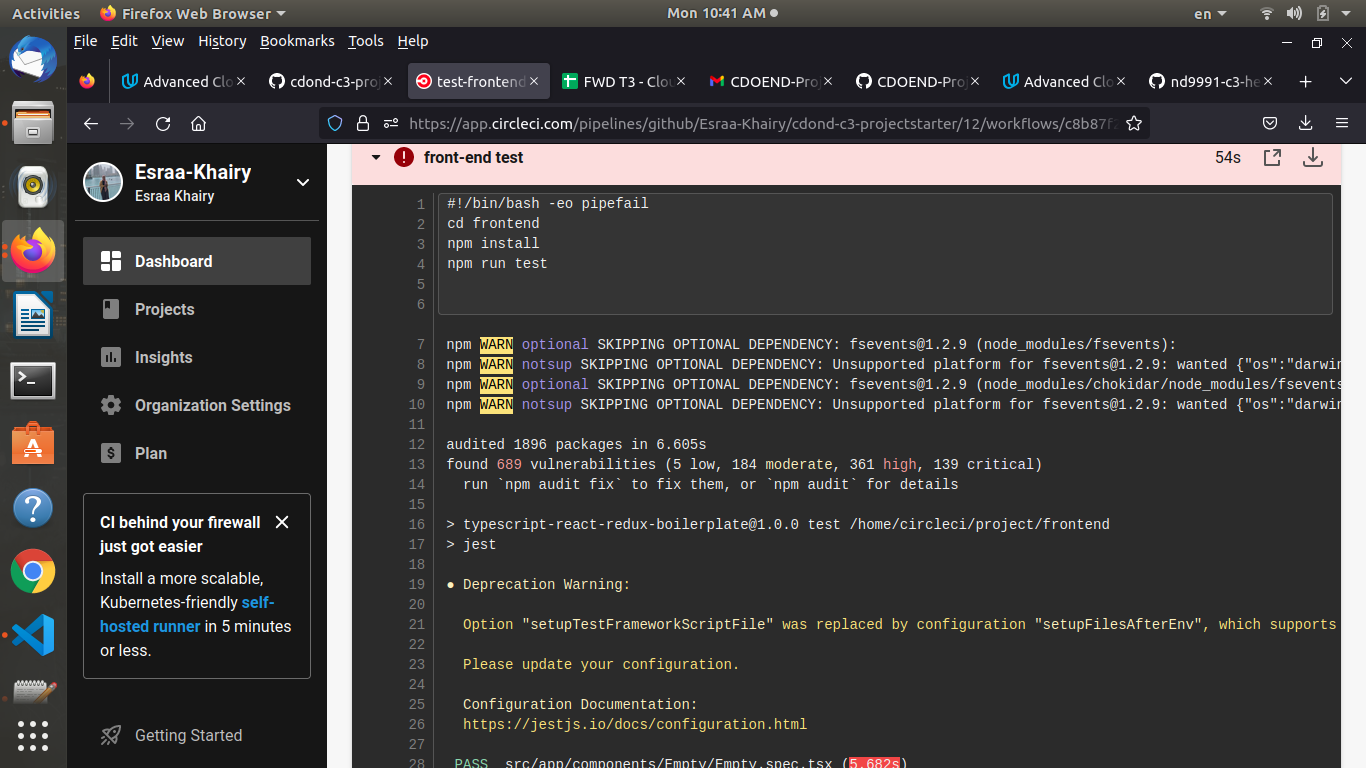 Activities
Firefox Web Browser
Mon 10:41 AM
en
File Edit View History Bookmarks Tools Help
Advanced Clo
cdond-c3-proj
test-frontend
FWD T3 - Clou
CDOEND-Proj
CDOEND-Proj
Advanced Clo
nd9991-c3-he
https://app.circleci.com/pipelines/github/Esraa-Khairy/cdond-c3-projectstarter/12/workflows/c8b87f
Esraa-Khairy
Esraa Khairy
Dashboard
Projects
Insights
Organization Settings
Plan
CI behind your firewall
just got easier
Install a more scalable,
Kubernetes-friendly self-
hosted runner in 5 minutes
or less.
Getting Started
front-end test
54s
1 #!/bin/bash -eo pipefail
2 cd frontend
3 npm install
4 npm run test
5
6
7 npm WARN optional SKIPPING OPTIONAL DEPENDENCY: fsevents@1.2.9 (node_modules/fsevents):
8 npm WARN notsup SKIPPING OPTIONAL DEPENDENCY: Unsupported platform for fsevents@1.2.9: wanted {"os":"darwin
9 npm WARN optional SKIPPING OPTIONAL DEPENDENCY: fsevents@1.2.9 (node_modules/chokidar/node_modules/fsevents
10 npm WARN notsup SKIPPING OPTIONAL DEPENDENCY: Unsupported platform for fsevents@1.2.9: wanted {"os":"darwin
11
12 audited 1896 packages in 6.605s
13 found 689 vulnerabilities (5 low, 184 moderate, 361 high, 139 critical)
14 run `npm audit fix` to fix them, or `npm audit` for details
15
16 > typescript-react-redux-boilerplate@1.0.0 test /home/circleci/project/frontend
17 > jest
18
19 ● Deprecation Warning:
20
21 Option "setupTestFrameworkScriptFile" was replaced by configuration "setupFilesAfterEnv", which supports
22
23 Please update your configuration.
24
25 Configuration Documentation:
26 https://jestjs.io/docs/configuration.html
27
28 PASS src/app/components/Empty/Empty.spec.tsx (5.682s)